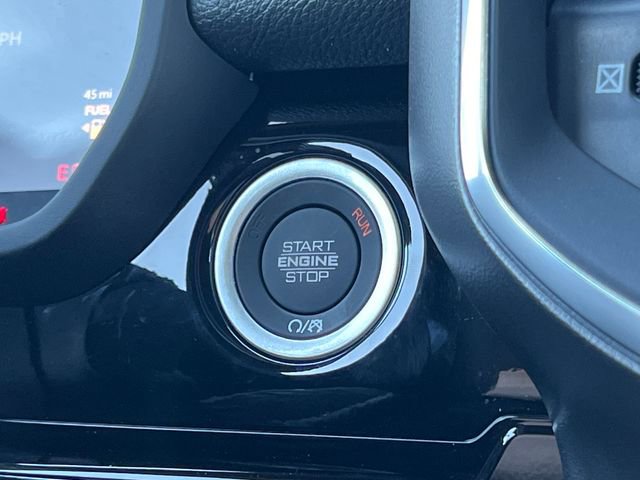 PH
45 mi
FUEL
E
RUN
START
ENGINE
STOP